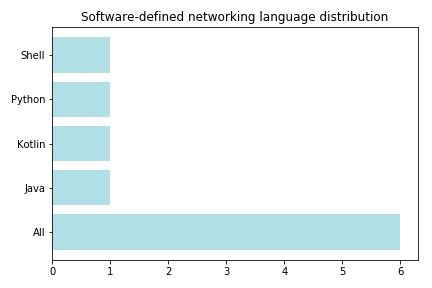 Software-defined networking language distribution
Shell
Python
Kotlin
Java
All
0 1 2 3 4 5 6